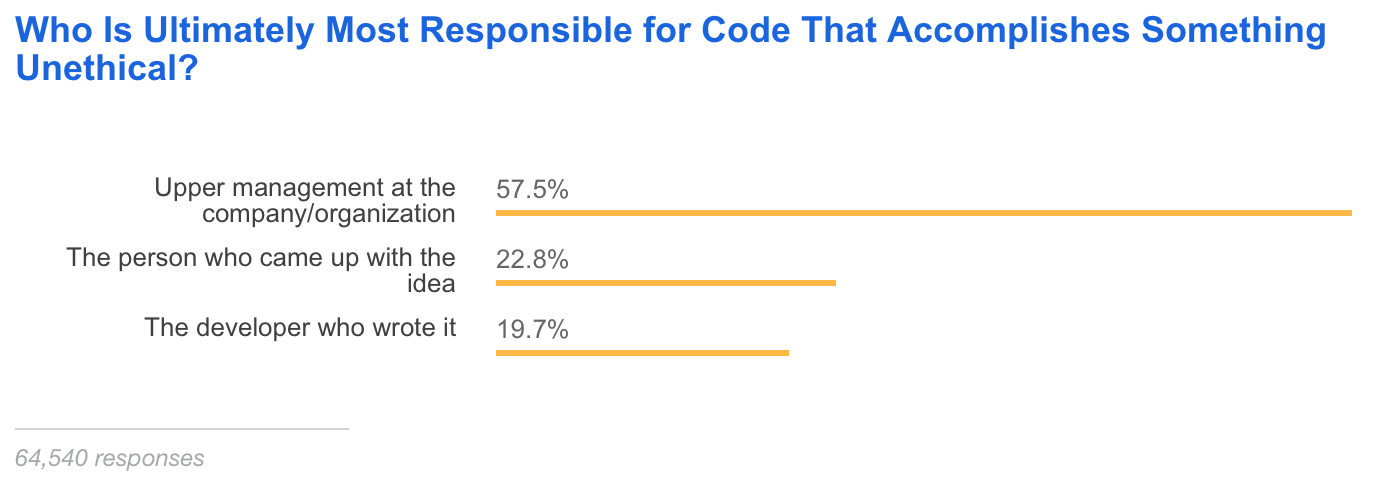 Who Is Ultimately Most Responsible for Code That Accomplishes Something
Unethical?
Upper management at the
company/organization
57.5%
The person who came up with the
idea
22.8%
The developer who wrote it
19.7%
64,540 responses